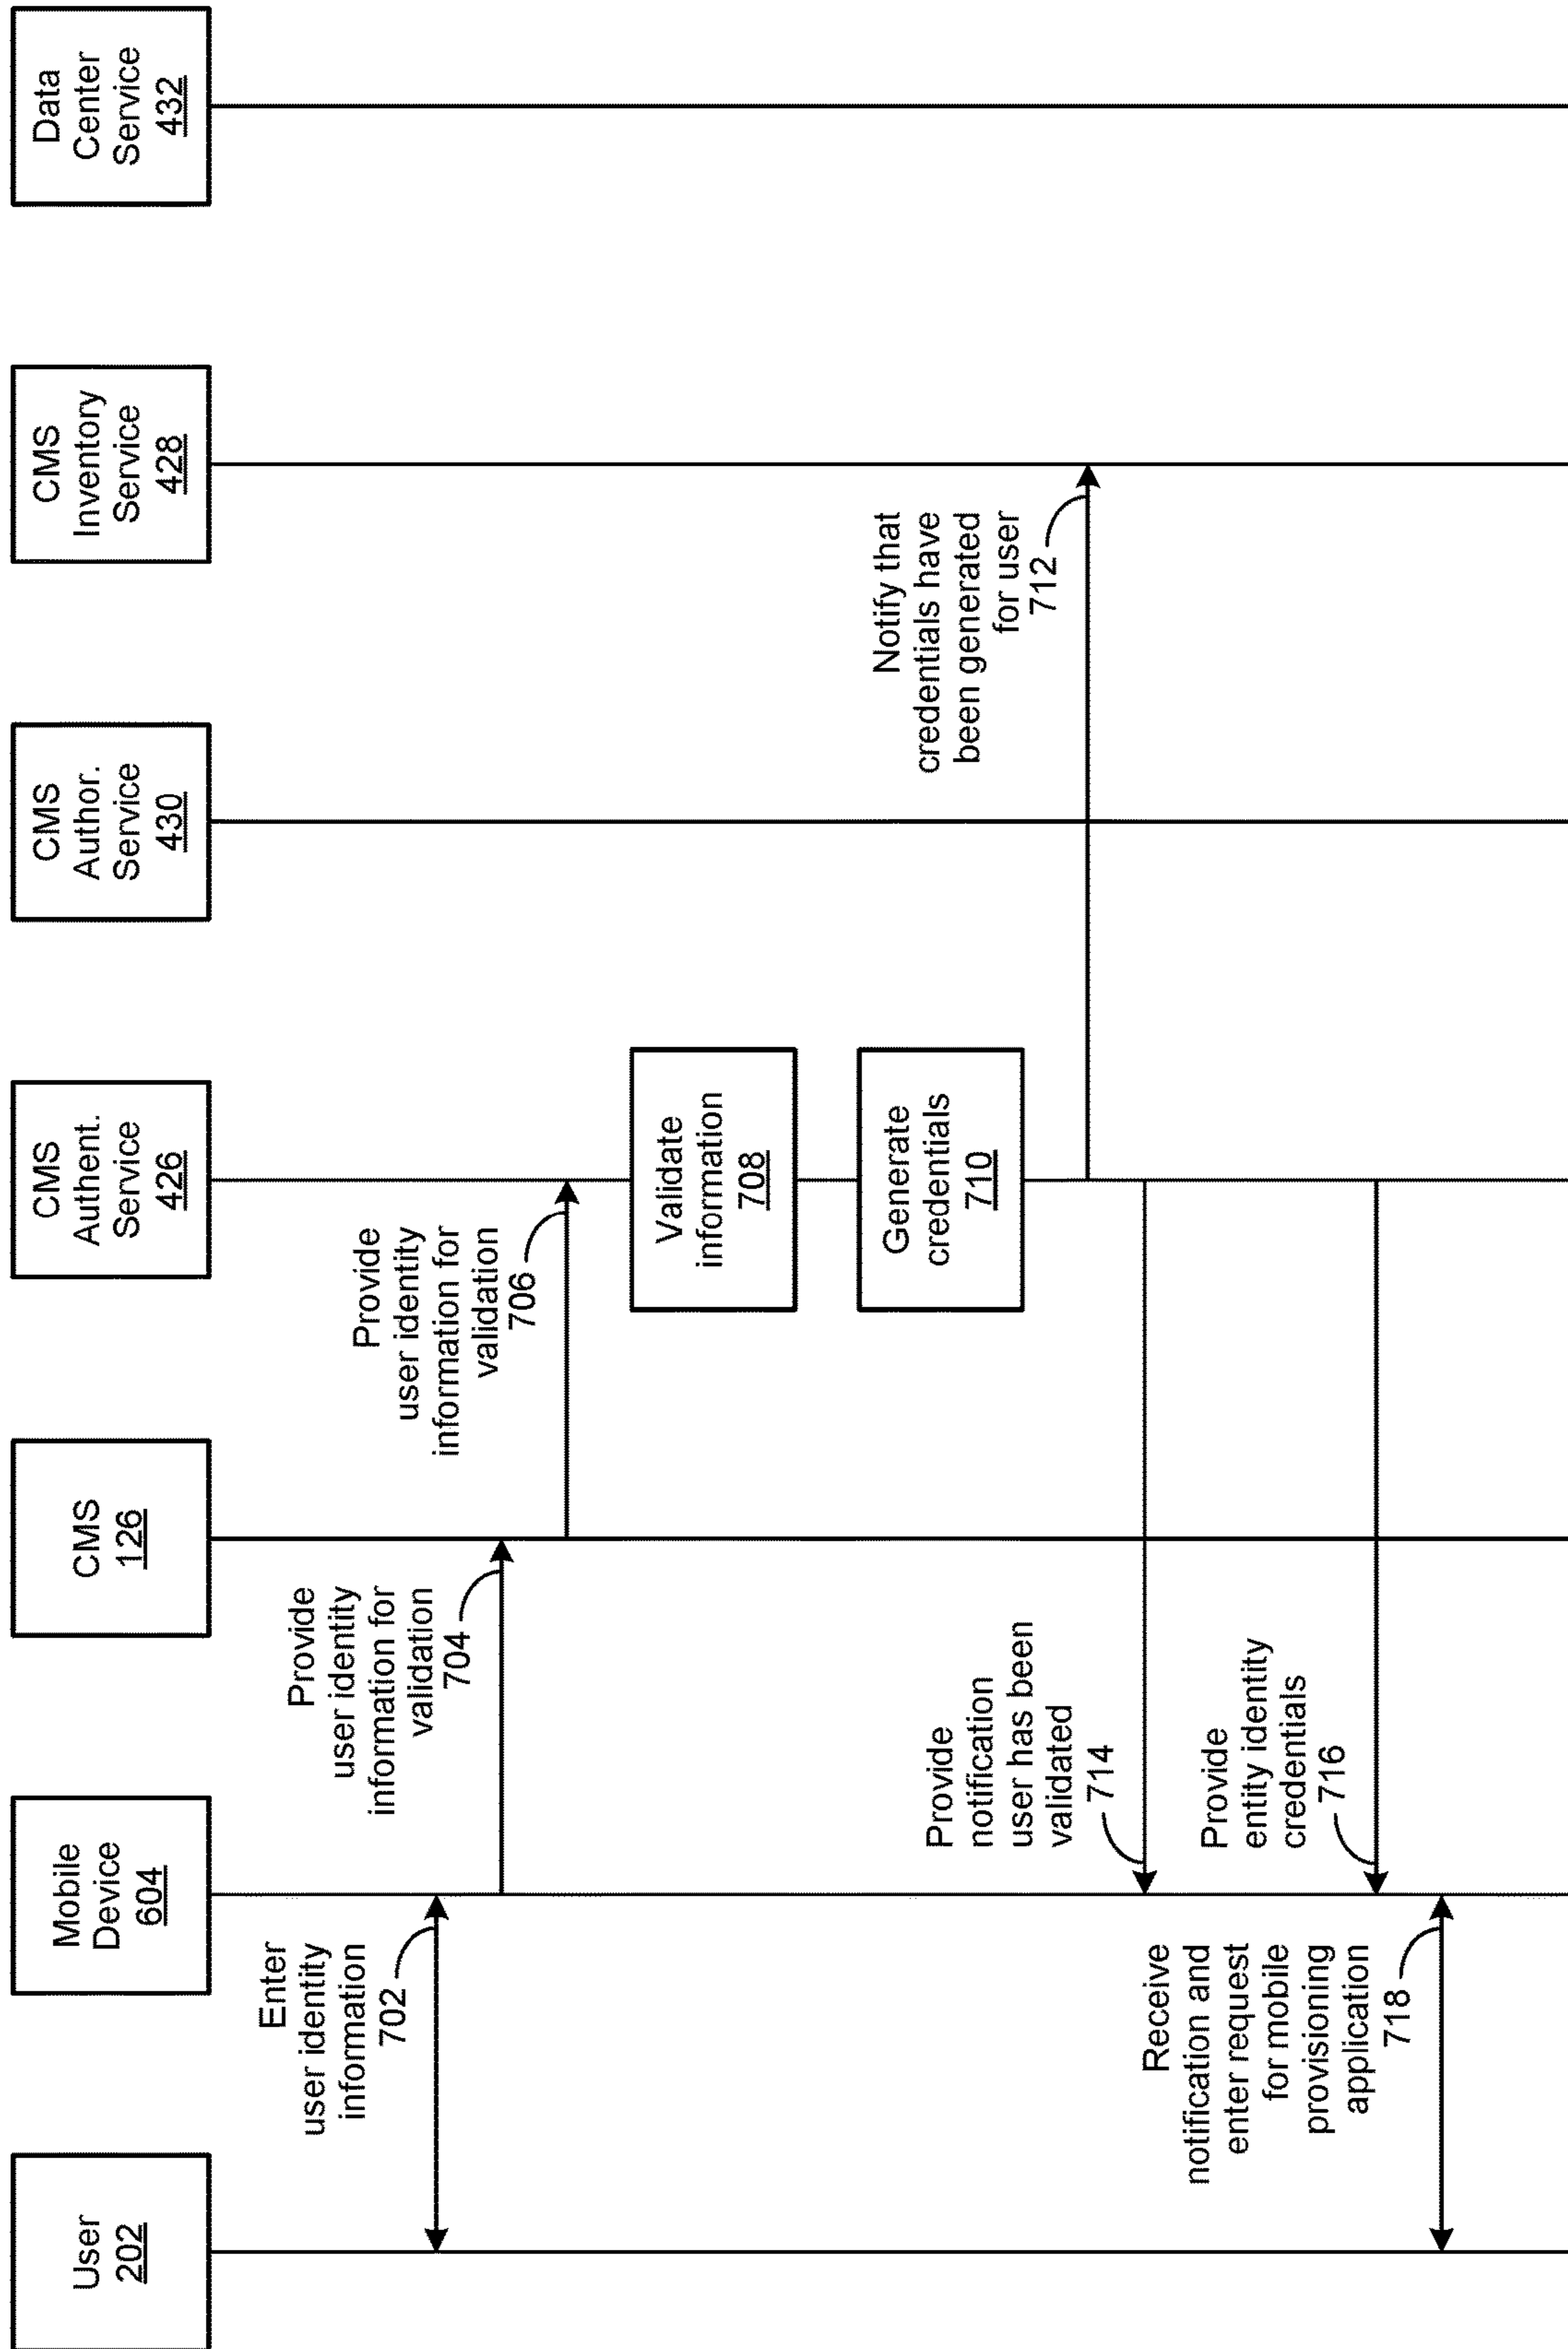 User
202
Mobile
Device
604
CMS
126
CMS
Authent.
Service
426
CMS
Author.
Service
430
CMS
Inventory
Service
428
Data
Center
Service
432
Enter
user identity
information
702
Provide
user identity
information for
validation
704
Provide
user identity
information for
validation
706
Validate
information
708
Generate
credentials
710
Notify that
credentials have
been generated
for user
712
Provide
notification
user has been
validated
714
Provide
entity identity
credentials
716
Receive
notification and
enter request
for mobile
provisioning
application
718